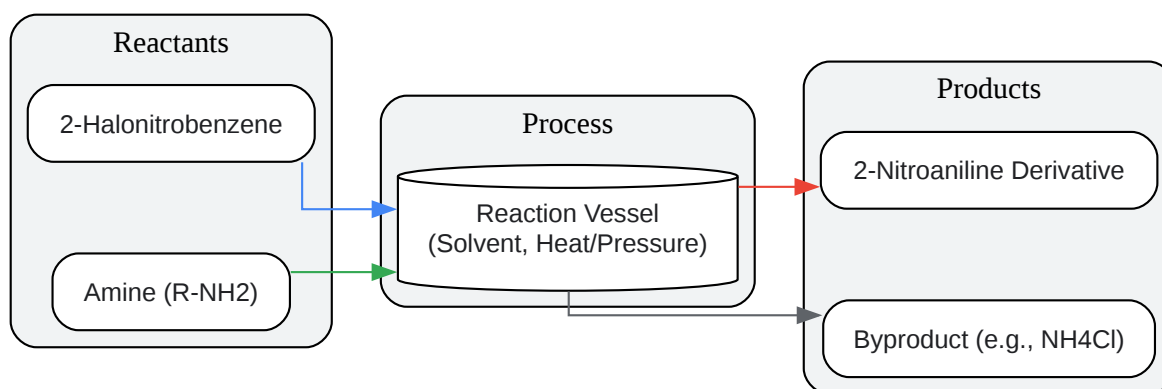 Reactants
2-Halonitrobenzene
Amine (R-NH2)
Process
Reaction Vessel
(Solvent, Heat/Pressure)
Products
2-Nitroaniline Derivative
Byproduct (e.g., NH4Cl)